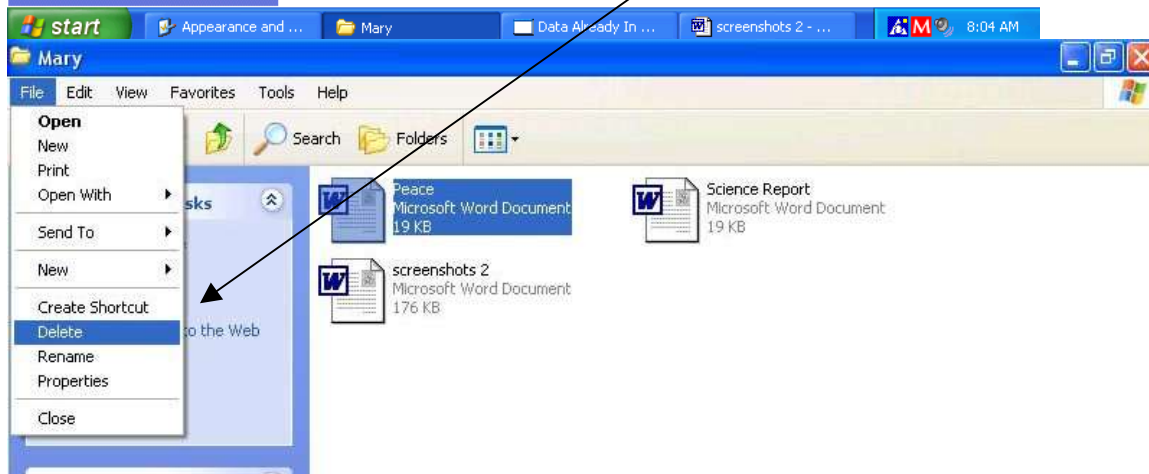 start
Appearance and ...
Mary
Data Already In ...
screenshots 2 - ...
M
8:04 AM
Mary
File Edit View Favorites Tools Help
Search Folders
Open
New
Print
Open With
Send To
New
Create Shortcut
Delete
Rename
Properties
Close
sks
to the Web
Peace
Microsoft Word Document
19 KB
Science Report
Microsoft Word Document
19 KB
screenshots 2
Microsoft Word Document
176 KB